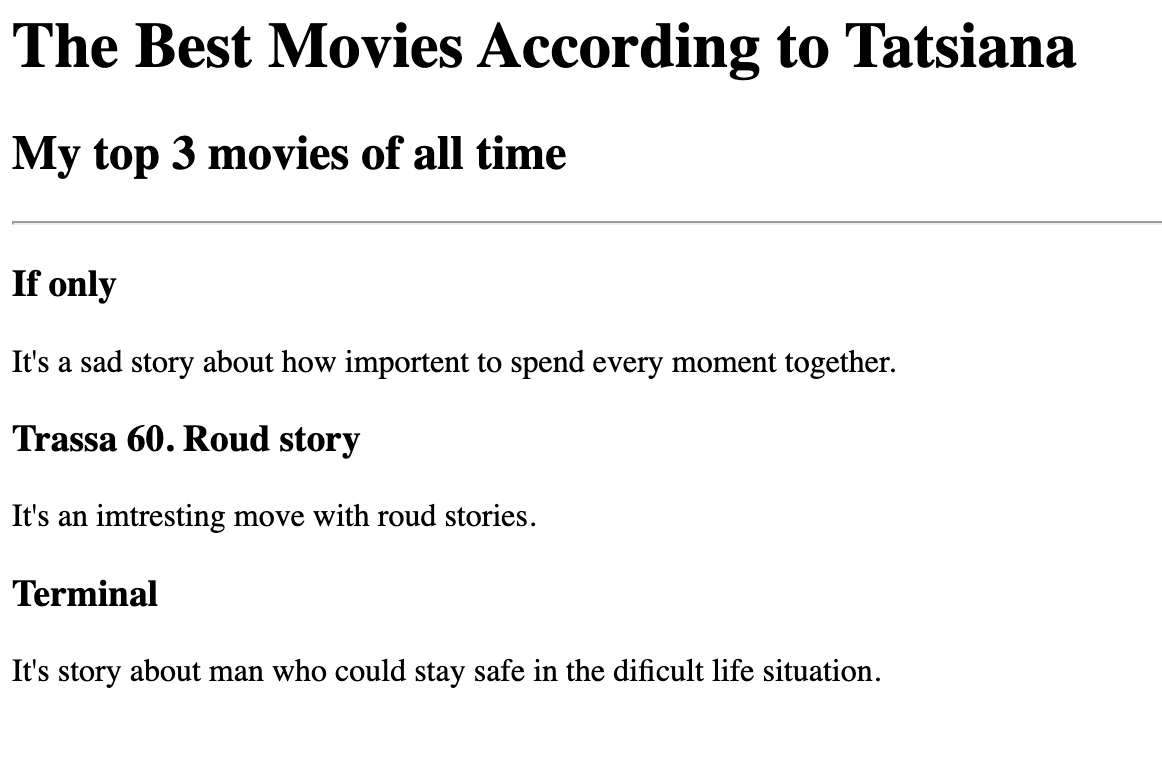 The Best Movies According to Tatsiana
My top 3 movies of all time
If only
It's a sad story about how importent to spend every moment together.
Trassa 60. Roud story
It's an imtresting move with roud stories.
Terminal
It's story about man who could stay safe in the dificult life situation.